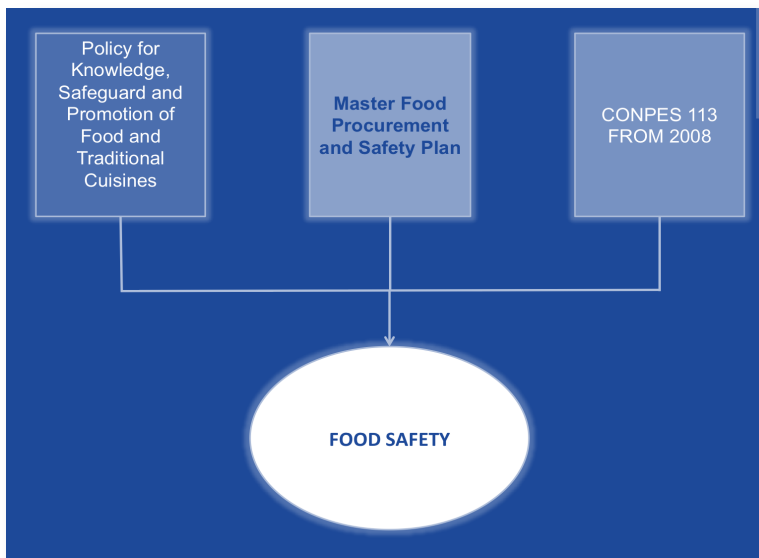 Policy for
Knowledge,
Safeguard and
Promotion of
Food and
Traditional
Cuisines
Master Food
Procurement
and Safety Plan
CONPES 113
FROM 2008
FOOD SAFETY